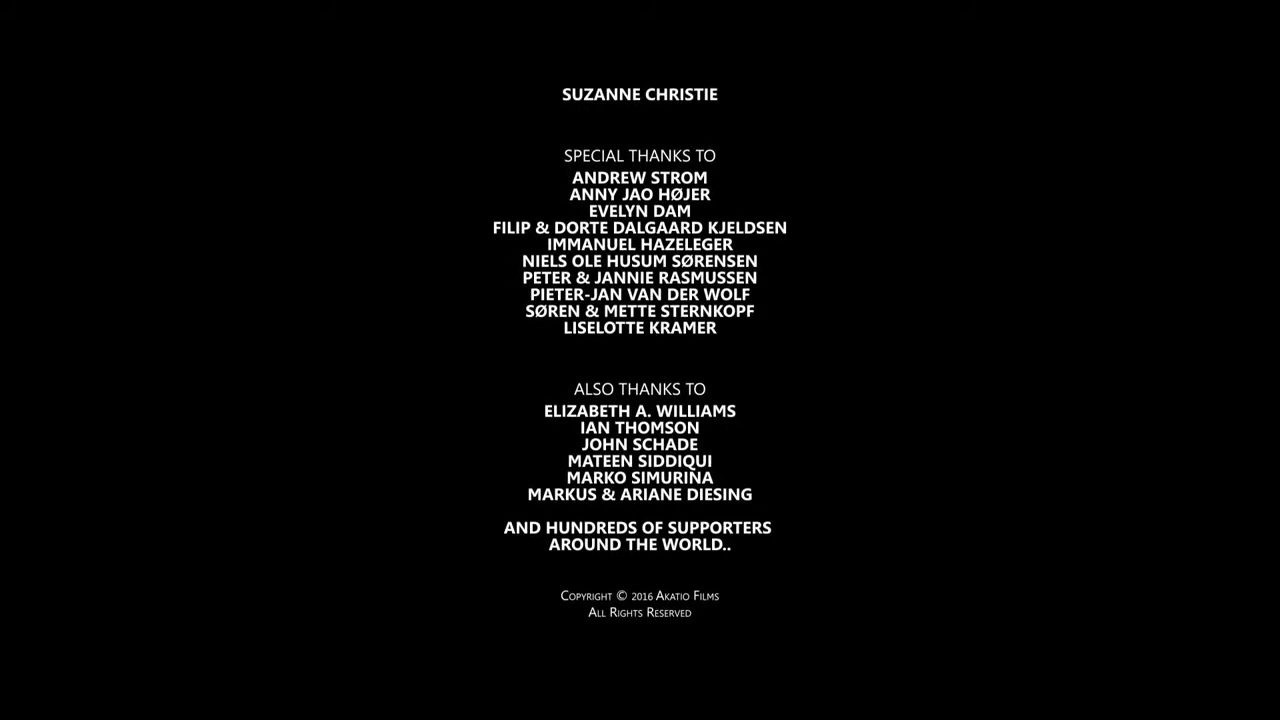 SUZANNE CHRISTIE
SPECIAL THANKS TO
ANDREW STROM
ANNY JAO HØJER
EVELYN DAM
FILIP & DORTE DALGAARD KJELDSEN
IMMANUEL HAZELEGER
NIELS OLE HUSUM SØRENSEN
PETER & JANNIE RASMUSSEN
PIETER-JAN VAN DER WOLF
SØREN & METTE STERNKOPF
LISELOTTE KRAMER
ALSO THANKS TO
ELIZABETH A. WILLIAMS
IAN THOMSON
JOHN SCHADE
MATEEN SIDDIQUI
MARKO SIMURINA
MARKUS & ARIANE DIESING
AND HUNDREDS OF SUPPORTERS
AROUND THE WORLD..
Copyright © 2016 Akatio Films
All Rights Reserved